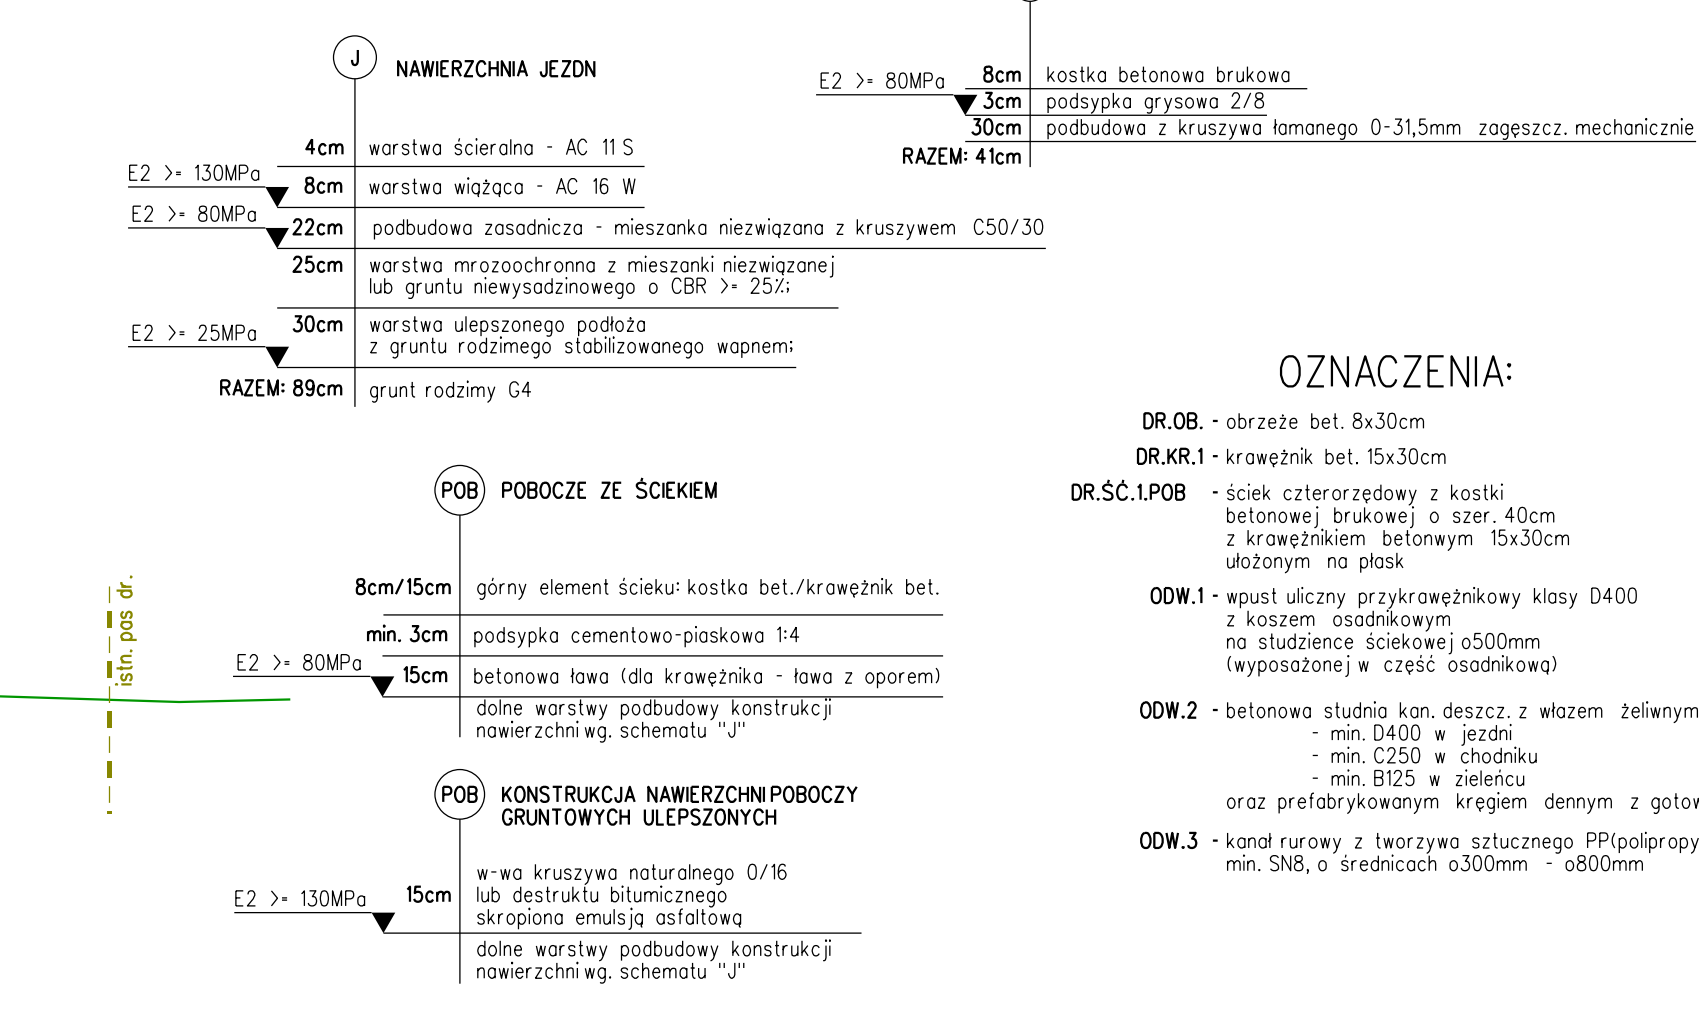 J
NAWIERZCHNIA JEZDN
4cm warstwa ścieralna - AC 11 S
E2 >= 130MPa
8cm warstwa wiążąca - AC 16 W
E2 >= 80MPa
22cm podbudowa zasadnicza - mieszanka niezwiązana z kruszywem C50/30
25cm warstwa mrozoochronna z mieszanki niezwiązanej
lub gruntu niewysadzinowego o CBR >= 25%;
30cm warstwa ulepszonego podłoża
E2 >= 25MPa
z gruntu rodzimego stabilizowanego wapnem;
RAZEM: 89cm grunt rodzimy G4
E2 >= 80MPa
8cm kostka betonowa brukowa
3cm podsypka grysowa 2/8
30cm podbudowa z kruszywa łamanego 0-31,5mm zagęszcz. mechanicznie
RAZEM: 41cm
POB
POBOCZE ZE ŚCIEKIEM
8cm/15cm górny element ścieku: kostka bet./krawężnik bet.
min. 3cm podsypka cementowo-piaskowa 1:4
E2 >= 80MPa
15cm betonowa ława (dla krawężnika - ława z oporem)
dolne warstwy podbudowy konstrukcji
nawierzchni wg. schematu "J"
istn. pas dr.
POB
KONSTRUKCJA NAWIERZCHNI POBOCZY
GRUNTOWYCH ULEPSZONYCH
w-wa kruszywa naturalnego 0/16
E2 >= 130MPa
15cm lub destruktu bitumicznego
skropiona emulsją asfaltową
dolne warstwy podbudowy konstrukcji
nawierzchni wg. schematu "J"
OZNACZENIA:
DR.OB. - obrzeże bet. 8x30cm
DR.KR.1 - krawężnik bet. 15x30cm
DR.ŚĆ.1.POB - ściek czterorzędowy z kostki
betonowej brukowej o szer. 40cm
z krawężnikiem betonwym 15x30cm
ułożonym na płask
ODW.1 - wpust uliczny przykrawężnikowy klasy D400
z koszem osadnikowym
na studzience ściekowej o500mm
(wyposażonej w część osadnikową)
ODW.2 - betonowa studnia kan. deszcz. z włazem żeliwnym
- min. D400 w jezdni
- min. C250 w chodniku
- min. B125 w zieleńcu
oraz prefabrykowanym kręgiem dennym z gotow
ODW.3 - kanał rurowy z tworzywa sztucznego PP(polipropy
min. SN8, o średnicach o300mm - o800mm